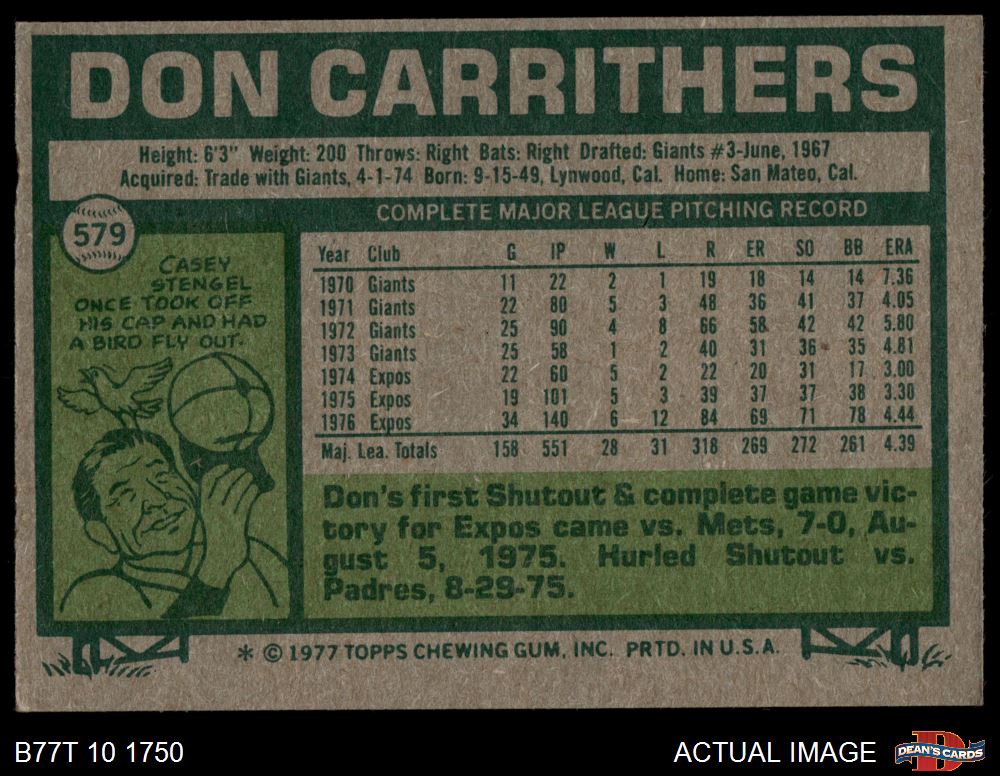 DON CARRITHERS
Height: 6'3" Weight: 200 Throws: Right Bats: Right Drafted: Giants #3-June, 1967
Acquired: Trade with Giants, 4-1-74 Born: 9-15-49, Lynwood, Cal. Home: San Mateo, Cal.
579
COMPLETE MAJOR LEAGUE PITCHING RECORD
CASEY
STENGEL
ONCE TOOK OFF
HIS CAP AND HAD
A BIRD FLY OUT.
Year Club G IP W L R ER SO BB ERA
1970 Giants 11 22 2 1 19 18 14 14 7.36
1971 Giants 22 80 5 3 48 36 41 37 4.05
1972 Giants 25 90 4 8 66 58 42 42 5.80
1973 Giants 25 58 1 2 40 31 36 35 4.81
1974 Expos 22 60 5 2 22 20 31 17 3.00
1975 Expos 19 101 5 3 39 37 37 38 3.30
1976 Expos 34 140 6 12 84 69 71 78 4.44
Maj. Lea. Totals 158 551 28 31 318 269 272 261 4.39
Don's first Shutout & complete game vic-
tory for Expos came vs. Mets, 7-0, Au-
gust 5, 1975. Hurled Shutout vs.
Padres, 8-29-75.
* © 1977 TOPPS CHEWING GUM, INC. PRTD. IN U.S.A.
B77T 10 1750
ACTUAL IMAGE
DEAN'S CARDS